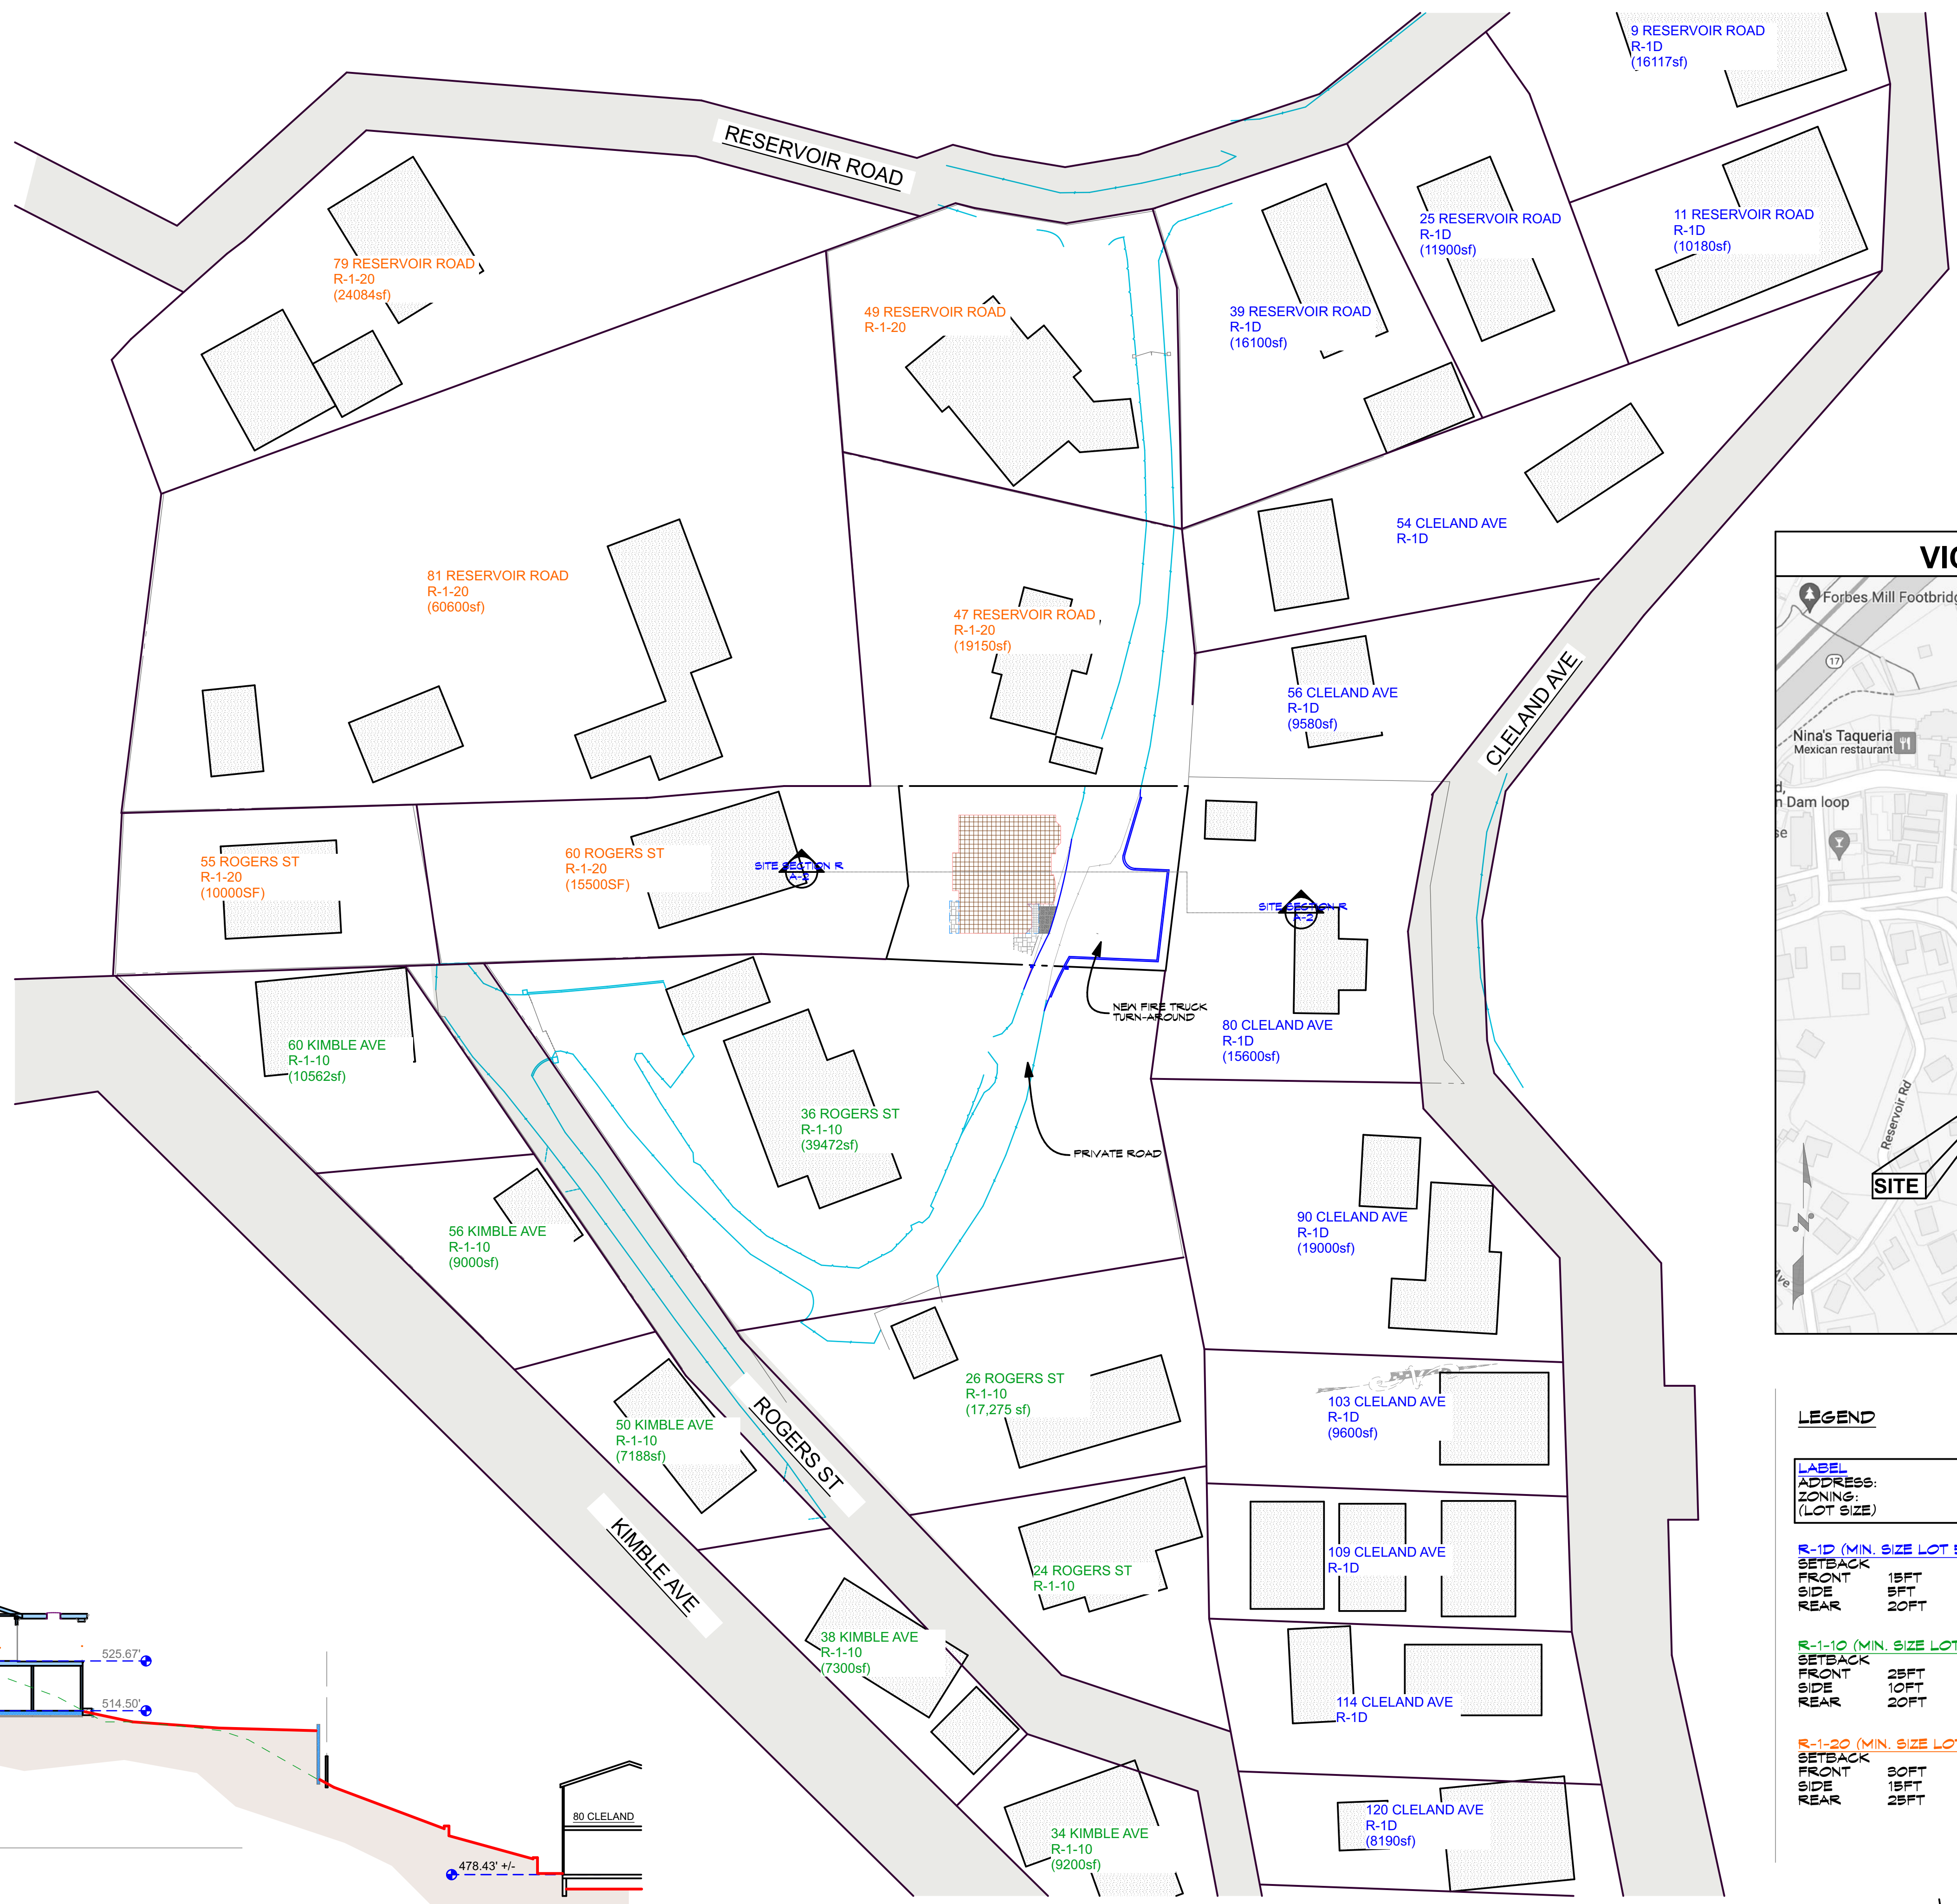 9 RESERVOIR ROAD
R-1D
(16117sf)
RESERVOIR ROAD
79 RESERVOIR ROAD
R-1-20
(24084sf)
49 RESERVOIR ROAD
R-1-20
39 RESERVOIR ROAD
R-1D
(16100sf)
25 RESERVOIR ROAD
R-1D
(11900sf)
11 RESERVOIR ROAD
R-1D
(10180sf)
54 CLELAND AVE
R-1D
81 RESERVOIR ROAD
R-1-20
(60600sf)
47 RESERVOIR ROAD
R-1-20
(19150sf)
56 CLELAND AVE
R-1D
(9580sf)
CLELAND AVE
55 ROGERS ST
R-1-20
(10000SF)
60 ROGERS ST
R-1-20
(15500SF)
SITE SECTION R
A-2
SITE SECTION R
A-2
NEW FIRE TRUCK
TURN-AROUND
80 CLELAND AVE
R-1D
(15600sf)
60 KIMBLE AVE
R-1-10
(10562sf)
36 ROGERS ST
R-1-10
(39472sf)
PRIVATE ROAD
56 KIMBLE AVE
R-1-10
(9000sf)
90 CLELAND AVE
R-1D
(19000sf)
26 ROGERS ST
R-1-10
(17,275 sf)
103 CLELAND AVE
R-1D
(9600sf)
50 KIMBLE AVE
R-1-10
(7188sf)
ROGERS ST
KIMBLE AVE
109 CLELAND AVE
R-1D
24 ROGERS ST
R-1-10
38 KIMBLE AVE
R-1-10
(7300sf)
114 CLELAND AVE
R-1D
34 KIMBLE AVE
R-1-10
(9200sf)
120 CLELAND AVE
R-1D
(8190sf)
525.67'
514.50'
80 CLELAND
478.43' +/-
Forbes Mill Footbridg
17
Nina's Taqueria
Mexican restaurant
d,
n Dam loop
se
Reservoir Rd
SITE
N
Ave
LEGEND
LABEL
ADDRESS:
ZONING:
(LOT SIZE)
R-1D (MIN. SIZE LOT
SETBACK
FRONT 15FT
SIDE 5FT
REAR 20FT
R-1-10 (MIN. SIZE LOT
SETBACK
FRONT 25FT
SIDE 10FT
REAR 20FT
R-1-20 (MIN. SIZE LOT
SETBACK
FRONT 30FT
SIDE 15FT
REAR 25FT